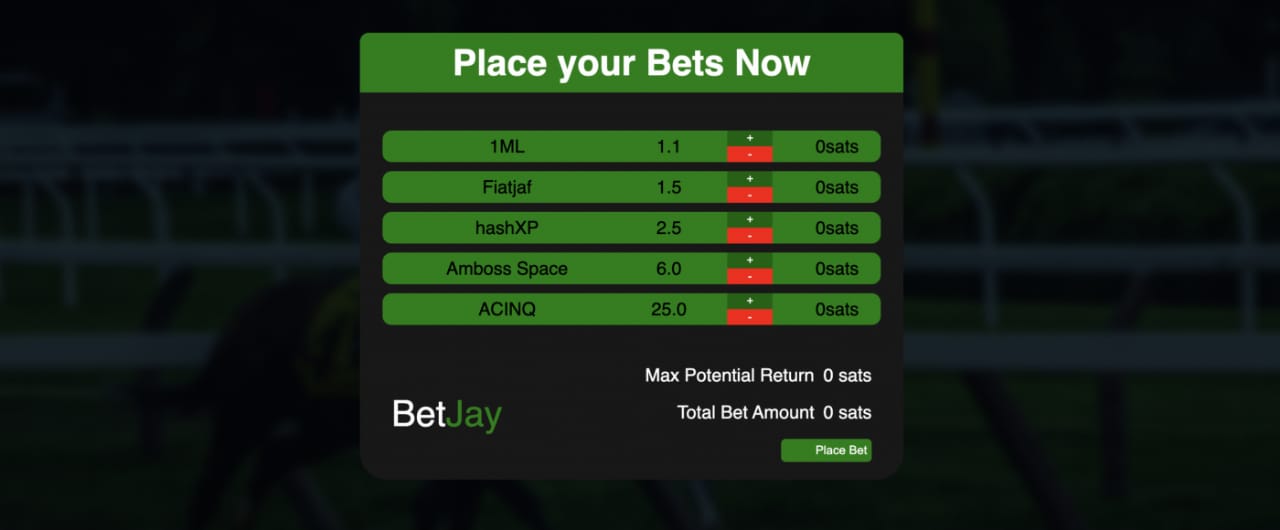 Place your Bets Now
1ML 1.1 + - 0sats
Fiatjaf 1.5 + - 0sats
hashXP 2.5 + - 0sats
Amboss Space 6.0 + - 0sats
ACINQ 25.0 + - 0sats
Max Potential Return 0 sats
BetJay Total Bet Amount 0 sats
Place Bet